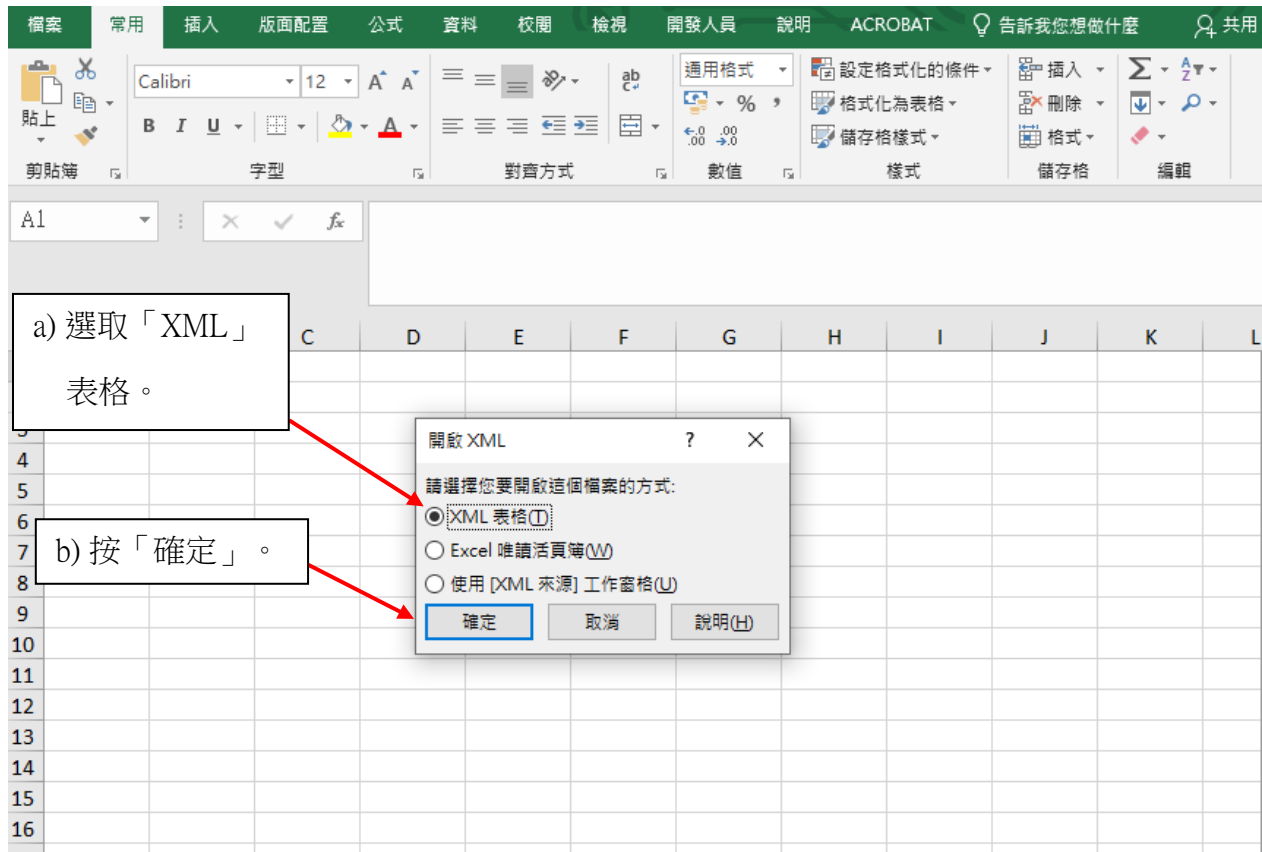 檔案 常用 插入 版面配置 公式 資料 校閱 檢視 開發人員 說明 ACROBAT 告訴我您想做什麼 共用
Calibri 12 A A ab c 通用格式 設定格式化的條件 插入 Σ A Z
貼上 B I U A % , 格式化為表格 刪除
.0 .00 .00 .0 儲存格樣式 格式
剪貼簿 字型 對齊方式 數值 樣式 儲存格 編輯
A1 fx
a) 選取「XML」
表格。
C D E F G H I J K L
3
4
5
6
7
8
9
10
11
12
13
14
15
16
開啟 XML ? ×
請選擇您要開啟這個檔案的方式:
XML 表格(T)
Excel 唯讀活頁簿(W)
使用 [XML 來源] 工作窗格(U)
確定 取消 說明(H)
b) 按「確定」。